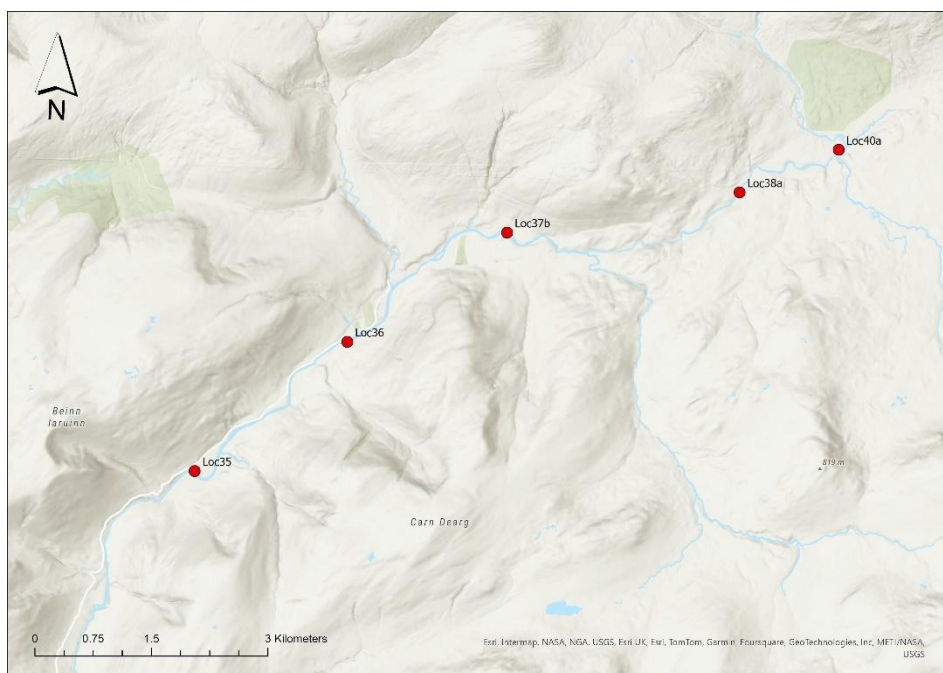 N
Loc40a
Loc38a
Loc37b
Loc36
Beinn
Iaruinn
Loc35
819 m
Carn Dearg
0 0.75 1.5 3 Kilometers
Esri, Intermap, NASA, NGA, USGS, Esri UK, Esri, TomTom, Garmin, Foursquare, GeoTechnologies, Inc, METI/NASA,
USGS